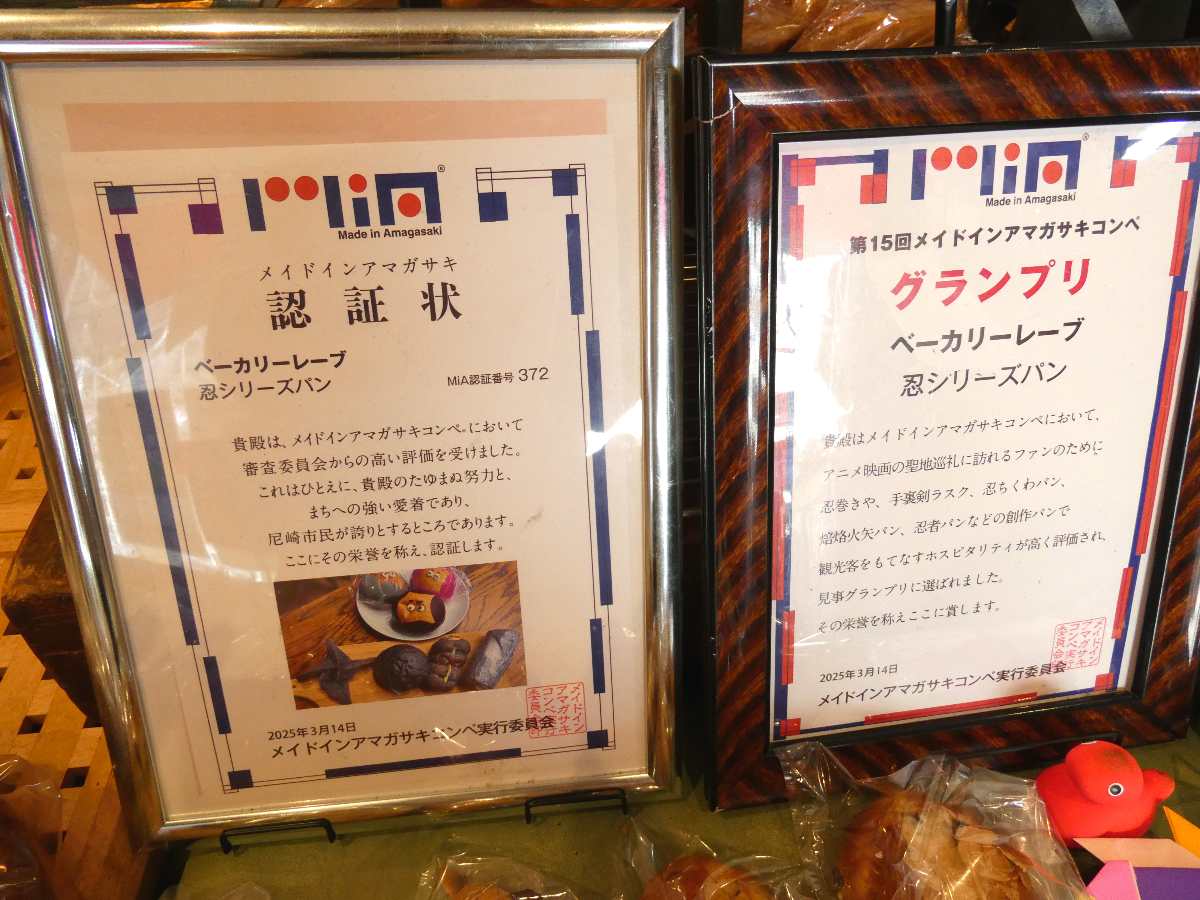 MiA®
Made in Amagasaki
メイドインアマガサキ
認証状
ベーカリーレーブ
忍シリーズパン
MiA認証番号 372
貴殿は、メイドインアマガサキコンペ®において
審査委員会からの高い評価を受けました。
これはひとえに、貴殿のたゆまぬ努力と、
まちへの強い愛着であり、
尼崎市民が誇りとするところであります。
ここにその栄誉を称え、認証します。
2025年3月14日
メイドインアマガサキコンペ実行委員会
MiA®
Made in Amagasaki
第15回メイドインアマガサキコンペ
グランプリ
ベーカリーレーブ
忍シリーズパン
貴殿はメイドインアマガサキコンペにおいて、
アニメ映画の聖地巡礼に訪れるファンのために
忍巻きや、手裏剣ラスク、忍ちくわパン、
焙烙火矢パン、忍者パンなどの創作パンで
観光客をもてなすホスピタリティが高く評価され、
見事グランプリに選ばれました。
その栄誉を称えここに賞します。
2025年3月14日
メイドインアマガサキコンペ実行委員会